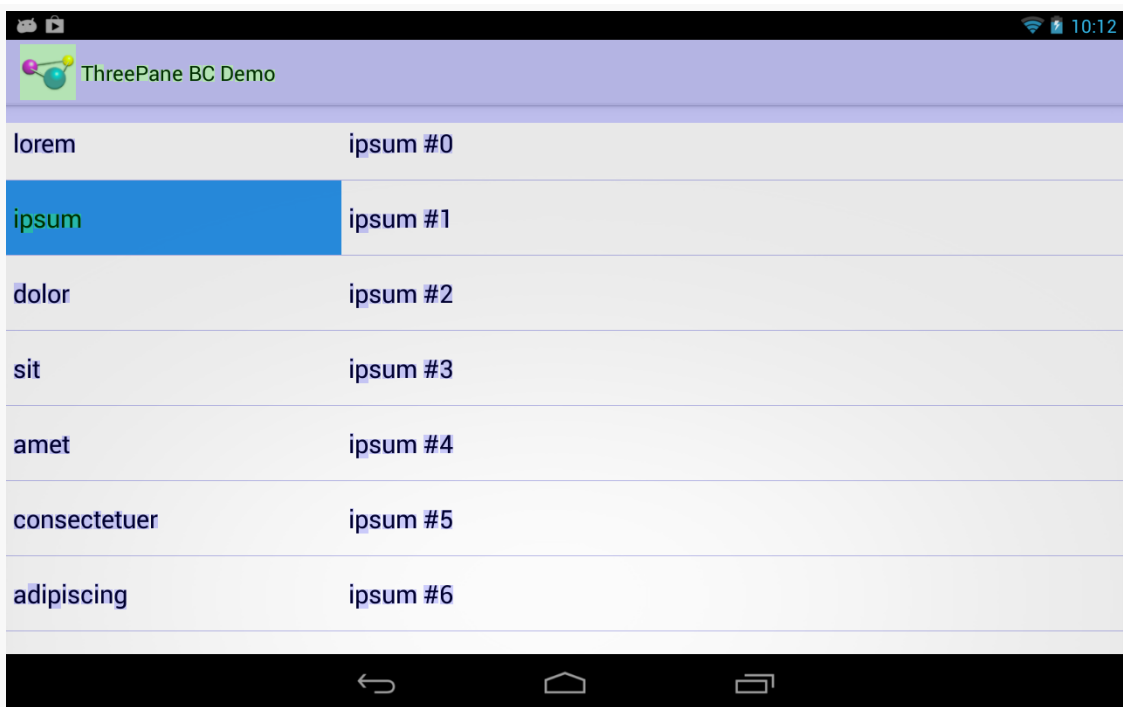 10:12
ThreePane BC Demo
lorem ipsum #0
ipsum ipsum #1
dolor ipsum #2
sit ipsum #3
amet ipsum #4
consectetuer ipsum #5
adipiscing ipsum #6